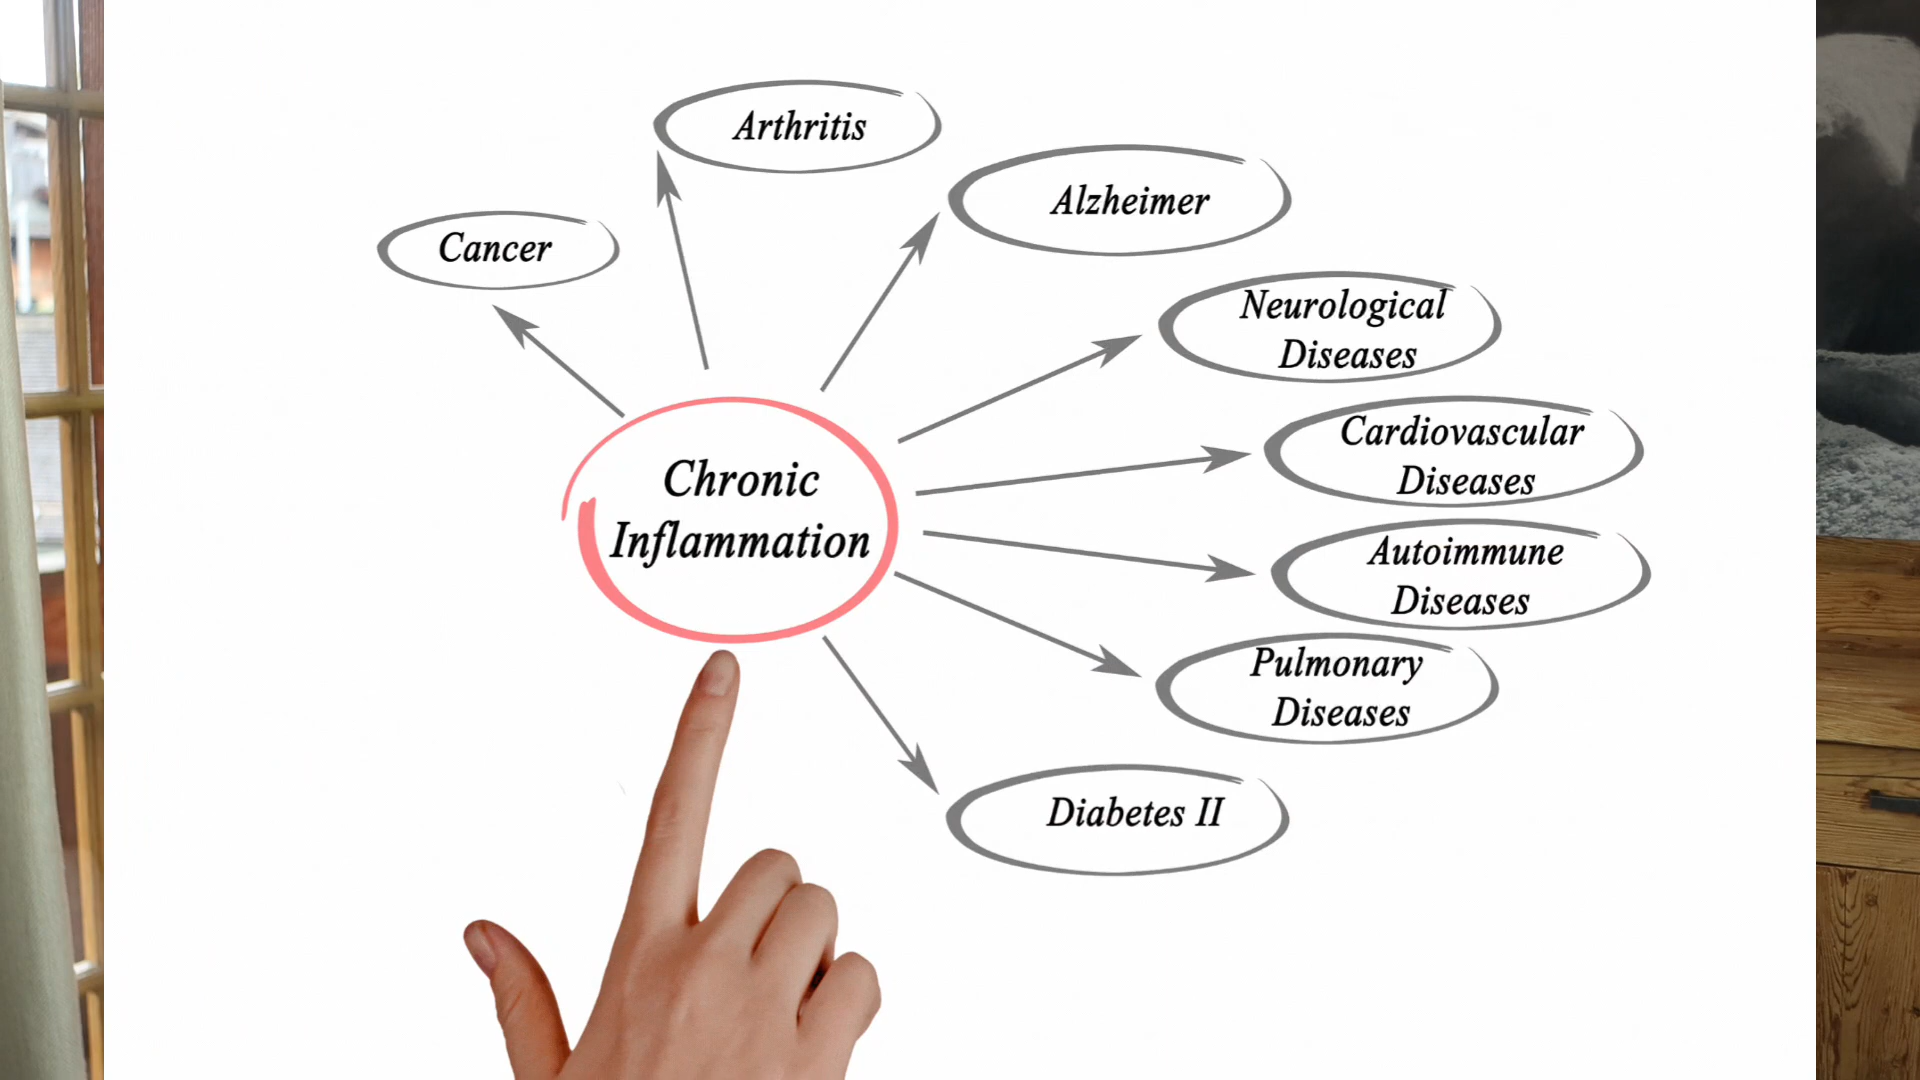 Arthritis
Alzheimer
Cancer
Neurological
Diseases
Cardiovascular
Diseases
Chronic
Inflammation
Autoimmune
Diseases
Pulmonary
Diseases
Diabetes II